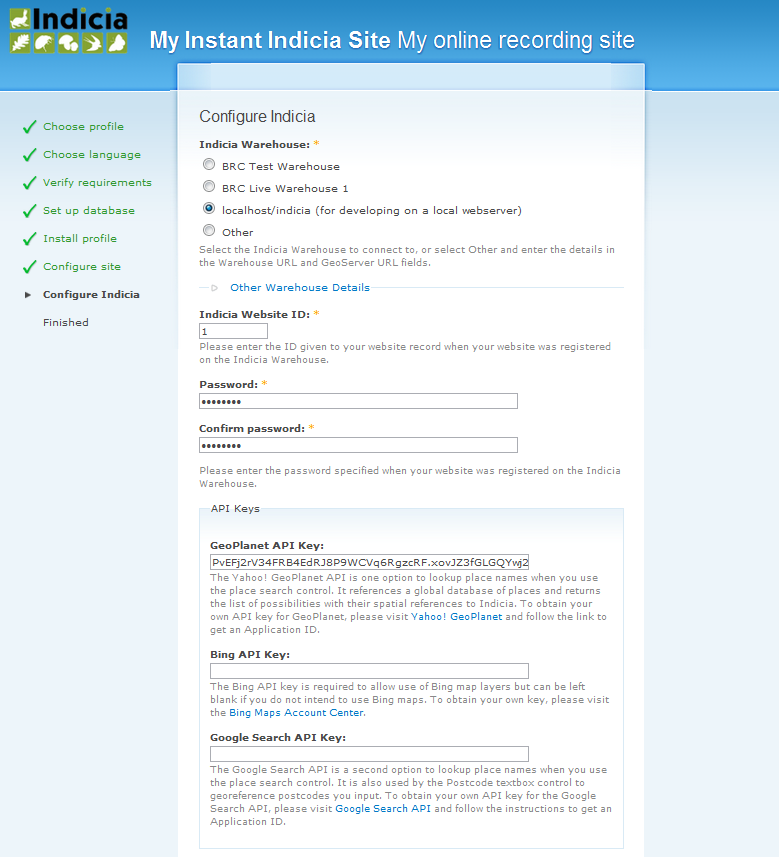 Indicia
My Instant Indicia Site My online recording site
Choose profile
Choose language
Verify requirements
Set up database
Install profile
Configure site
Configure Indicia
Finished
Configure Indicia
Indicia Warehouse: *
BRC Test Warehouse
BRC Live Warehouse 1
localhost/indicia (for developing on a local webserver)
Other
Select the Indicia Warehouse to connect to, or select Other and enter the details in
the Warehouse URL and GeoServer URL fields.
Other Warehouse Details
Indicia Website ID: *
1
Please enter the ID given to your website record when your website was registered
on the Indicia Warehouse.
Password: *
••••••••
Confirm password: *
••••••••
Please enter the password specified when your website was registered on the Indicia
Warehouse.
API Keys
GeoPlanet API Key:
PvEFj2rV34FRB4EdRJ8P9WCVq6RgzcRF.xovJZ3fGLGQYwj2
The Yahoo! GeoPlanet API is one option to lookup place names when you use
the place search control. It references a global database of places and returns
the list of possibilities with their spatial references to Indicia. To obtain your
own API key for GeoPlanet, please visit Yahoo! GeoPlanet and follow the link to
get an Application ID.
Bing API Key:
The Bing API key is required to allow use of Bing map layers but can be left
blank if you do not intend to use Bing maps. To obtain your own key, please visit
the Bing Maps Account Center.
Google Search API Key:
The Google Search API is a second option to lookup place names when you use
the place search control. It is also used by the Postcode textbox control to
georeference postcodes you input. To obtain your own API key for the Google
Search API, please visit Google Search API and follow the instructions to get an
Application ID.